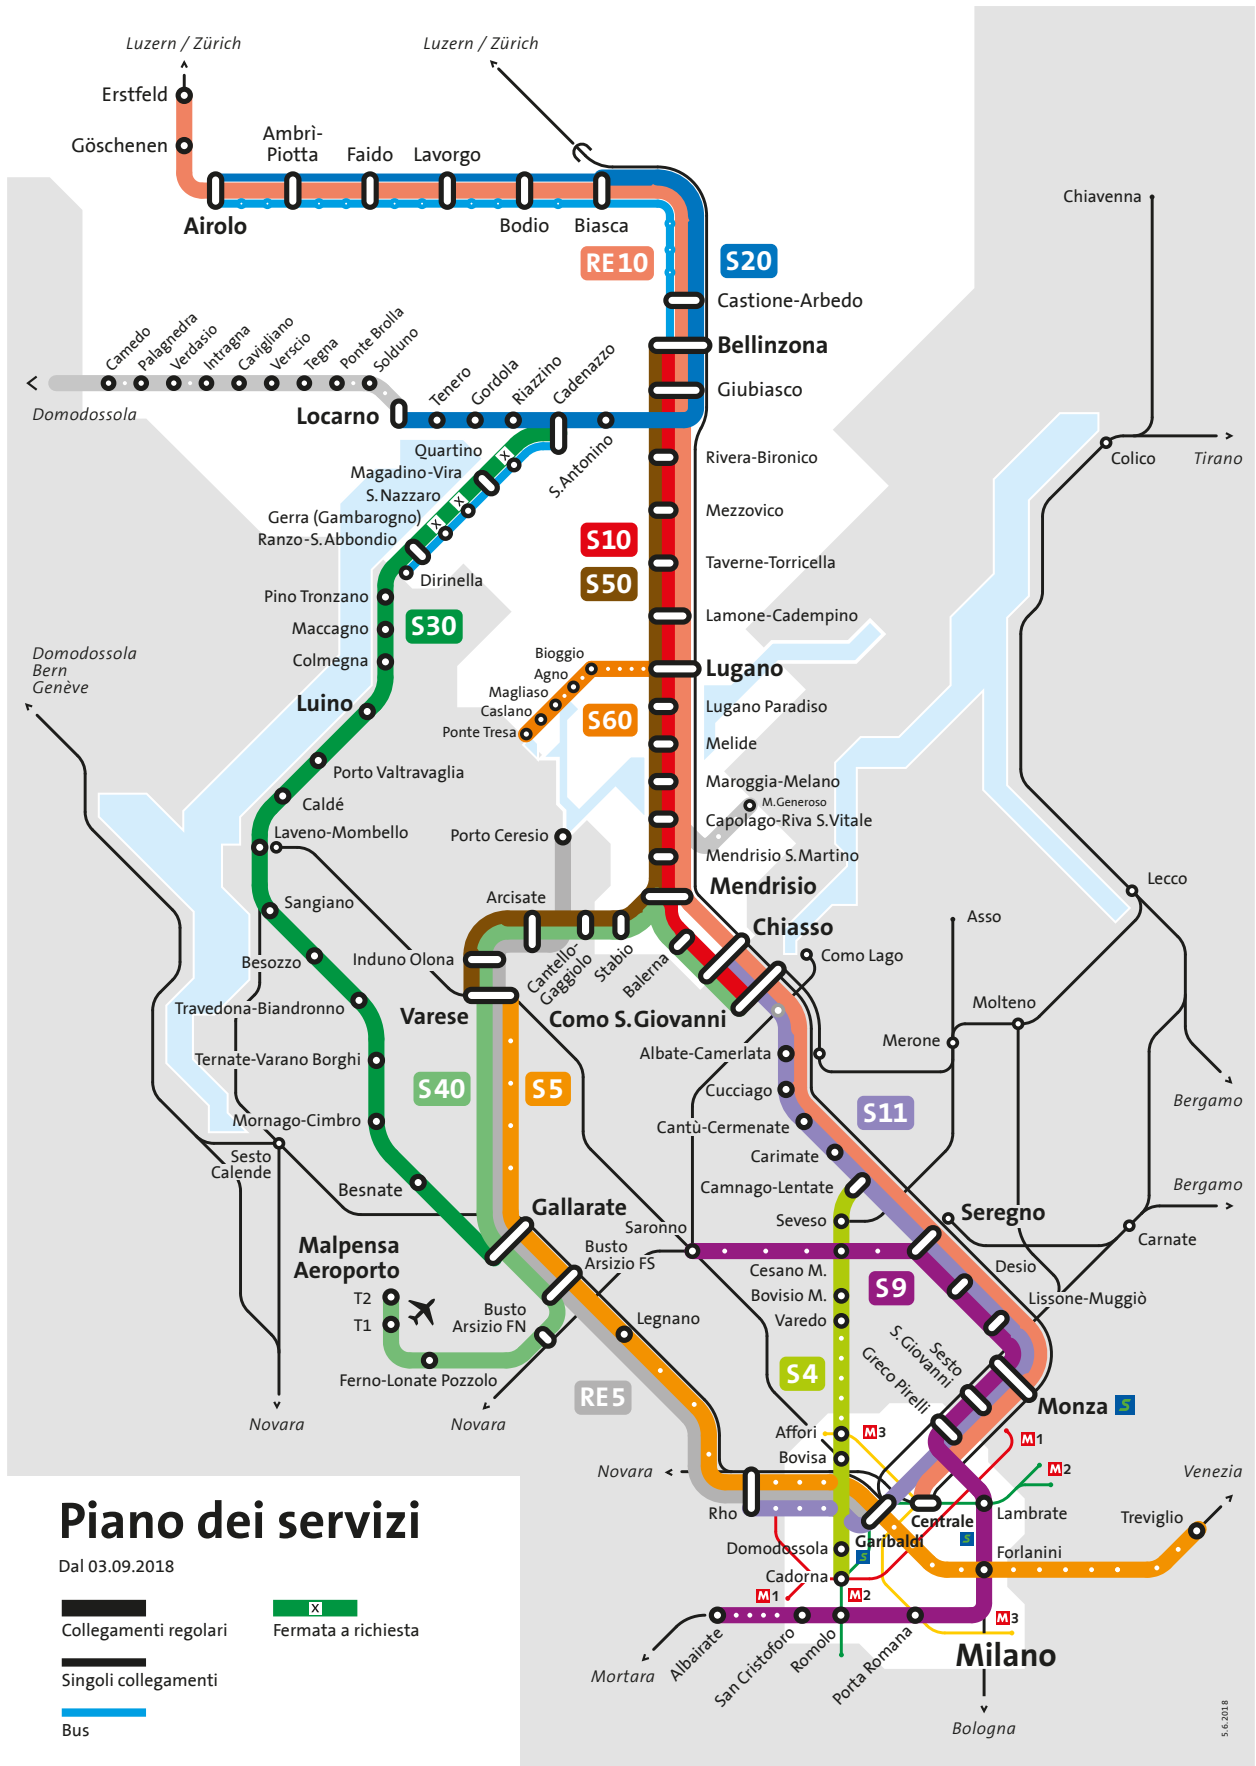 Luzern / Zürich
Luzern / Zürich
Erstfeld
Göschenen
Ambrì-
Piotta
Faido
Lavorgo
Airolo
Bodio
Biasca
Chiavenna
RE10
S20
Castione-Arbedo
Bellinzona
Giubiasco
Camedo
Palagnedra
Verdasio
Intragna
Cavigliano
Verscio
Tegna
Ponte Brolla
Solduno
Domodossola
Locarno
Tenero
Gordola
Riazzino
Cadenazzo
S.Antonino
Quartino
x
Magadino-Vira
S.Nazzaro
x
Gerra (Gambarogno)
x
Ranzo-S.Abbondio
Dirinella
Colico
Tirano
Rivera-Bironico
Mezzovico
S10
Taverne-Torricella
S50
Pino Tronzano
Lamone-Cadempino
Maccagno
S30
Colmegna
Domodossola
Bern
Genève
Bioggio
Agno
Magliaso
Caslano
Ponte Tresa
S60
Lugano
Luino
Lugano Paradiso
Melide
Porto Valtravaglia
Maroggia-Melano
Caldé
M.Generoso
Capolago-Riva S.Vitale
Laveno-Mombello
Porto Ceresio
Mendrisio S.Martino
Mendrisio
Lecco
Arcisate
Sangiano
Chiasso
Asso
Induno Olona
Cantello-
Gaggiolo
Stabio
Balerna
Como Lago
Besozzo
Travedona-Biandronno
Varese
Como S.Giovanni
Molteno
Merone
Albate-Camerlata
Ternate-Varano Borghi
S40
S5
Cucciago
S11
Bergamo
Mornago-Cimbro
Cantù-Cermenate
Sesto
Calende
Carimate
Besnate
Camnago-Lentate
Bergamo
Gallarate
Seveso
Seregno
Saronno
Carnate
Malpensa
Aeroporto
Busto
Arsizio FS
Cesano M.
Desio
T2
Bovisio M.
S9
Lissone-Muggiò
T1
Busto
Arsizio FN
Legnano
Varedo
S.Giovanni
Sesto
Greco Pirelli
Ferno-Lonate Pozzolo
S4
RE5
Monza S
Novara
Novara
Affori
M3
M1
Bovisa
M2
Novara
Venezia
Piano dei servizi
Rho
Centrale
S
Lambrate
Treviglio
Garibaldi
S
Domodossola
Forlanini
Dal 03.09.2018
Cadorna
M1
M2
Collegamenti regolari
x
Fermata a richiesta
M3
Albairate
San Cristoforo
Romolo
Porta Romana
Milano
Singoli collegamenti
Mortara
Bus
Bologna
5.6.2018